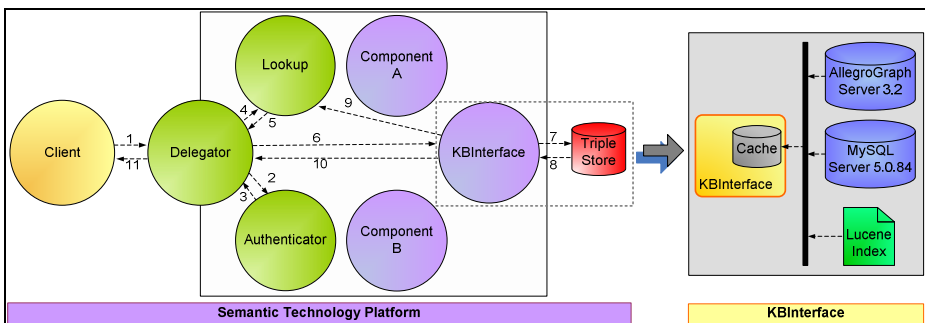 Lookup
Component
A
4
5
9
1
11
Client
Delegator
6
10
KBInterface
7
8
Triple
Store
2
3
Authenticator
Component
B
Semantic Technology Platform
AllegroGraph
Server 3.2
Cache
KBInterface
MySQL
Server 5.0.84
Lucene
Index
KBInterface